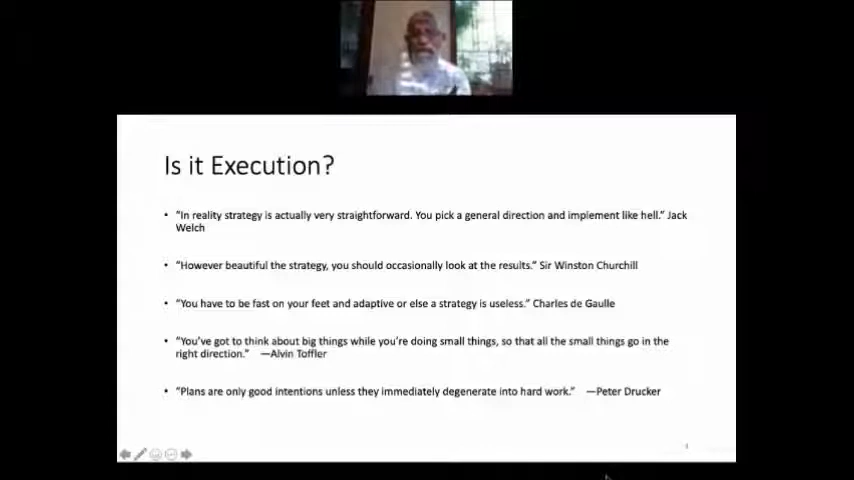 Is it Execution?
• “In reality strategy is actually very straightforward. You pick a general direction and implement like hell.” Jack
Welch
• “However beautiful the strategy, you should occasionally look at the results.” Sir Winston Churchill
• “You have to be fast on your feet and adaptive or else a strategy is useless.” Charles de Gaulle
• “You’ve got to think about big things while you’re doing small things, so that all the small things go in the
right direction.” —Alvin Toffler
• “Plans are only good intentions unless they immediately degenerate into hard work.” —Peter Drucker